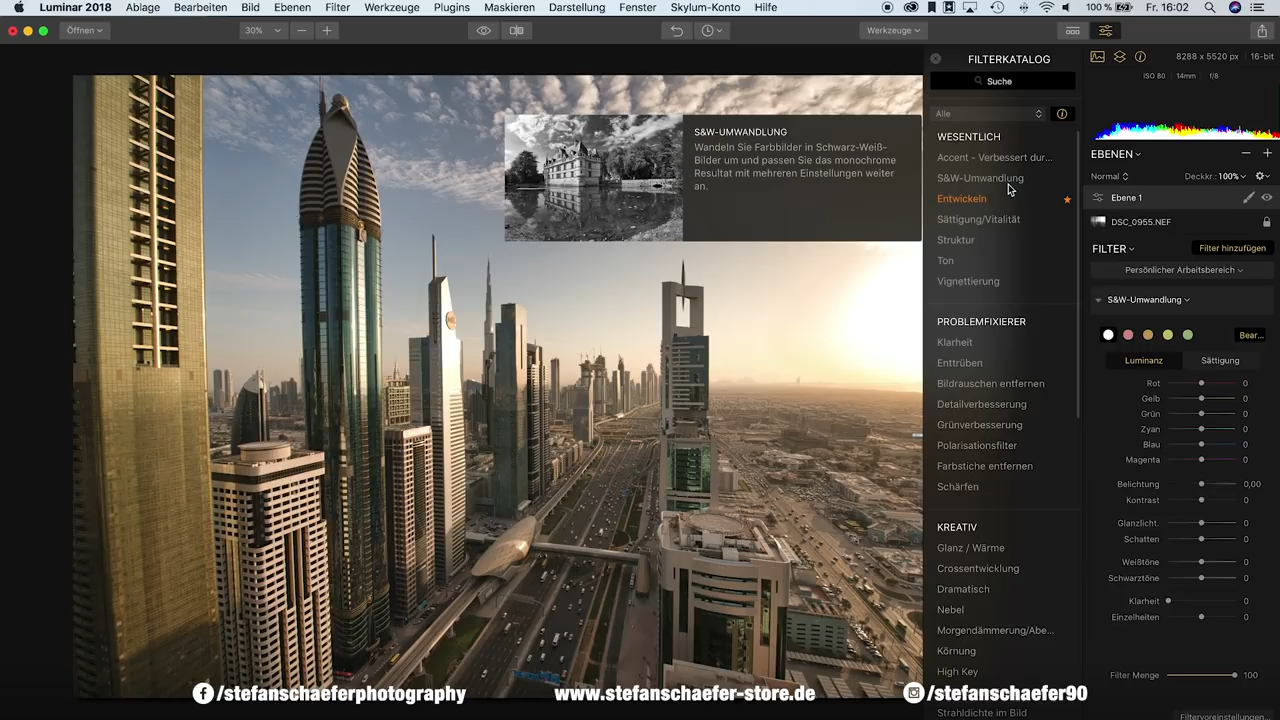 Luminar 2018 Ablage Bearbeiten Bild Ebenen Filter Werkzeuge Plugins Maskieren Darstellung Fenster Skylum-Konto Hilfe 100 % Fr. 16:02
Öffnen 30% Werkzeuge
FILTERKATALOG
Suche
Alle
WESENTLICH
Accent - Verbessert dur...
S&W-Umwandlung
Entwickeln
Sättigung/Vitalität
Struktur
Ton
Vignettierung
PROBLEMFIXIERER
Klarheit
Enttrüben
Bildrauschen entfernen
Detailverbesserung
Grünverbesserung
Polarisationsfilter
Farbstiche entfernen
Schärfen
KREATIV
Glanz / Wärme
Crossentwicklung
Dramatisch
Nebel
Morgendämmerung/Abe...
Körnung
High Key
Strahldichte im Bild
S&W-UMWANDLUNG
Wandeln Sie Farbbilder in Schwarz-Weiß-
Bilder um und passen Sie das monochrome
Resultat mit mehreren Einstellungen weiter
an.
8288 x 5520 px 16-bit
ISO 80 14mm f/8
EBENEN
Normal Deckkr.: 100%
Ebene 1
DSC_0955.NEF
FILTER Filter hinzufügen
Persönlicher Arbeitsbereich
S&W-Umwandlung
Bear...
Luminanz Sättigung
Rot 0
Gelb 0
Grün 0
Zyan 0
Blau 0
Magenta 0
Belichtung 0,00
Kontrast 0
Glanzlicht. 0
Schatten 0
Weißtöne 0
Schwarztöne 0
Klarheit 0
Einzelheiten 0
Filter Menge 100
Filtervoreinstellungen...
/stefanschaeferphotography www.stefanschaefer-store.de /stefanschaefer90